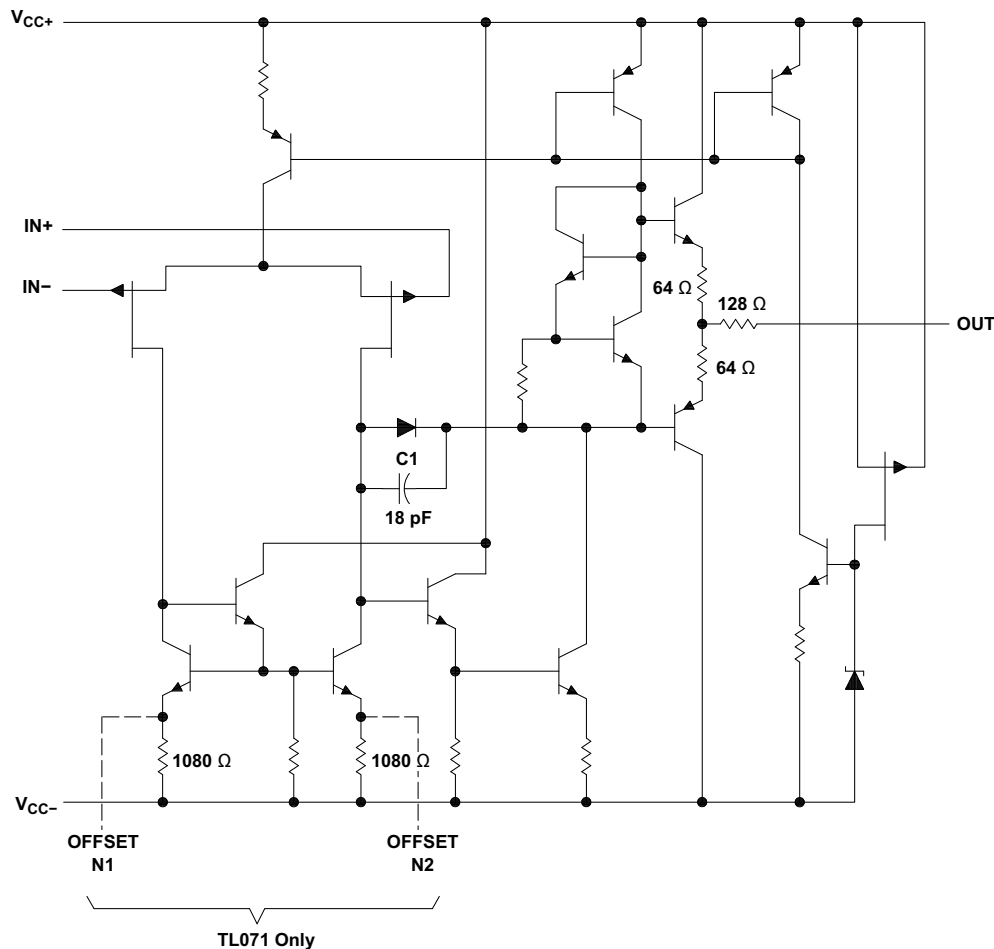 VCC+
IN+
IN−
64 Ω
128 Ω
OUT
64 Ω
C1
18 pF
1080 Ω
1080 Ω
VCC−
OFFSET
N1
OFFSET
N2
TL071 Only